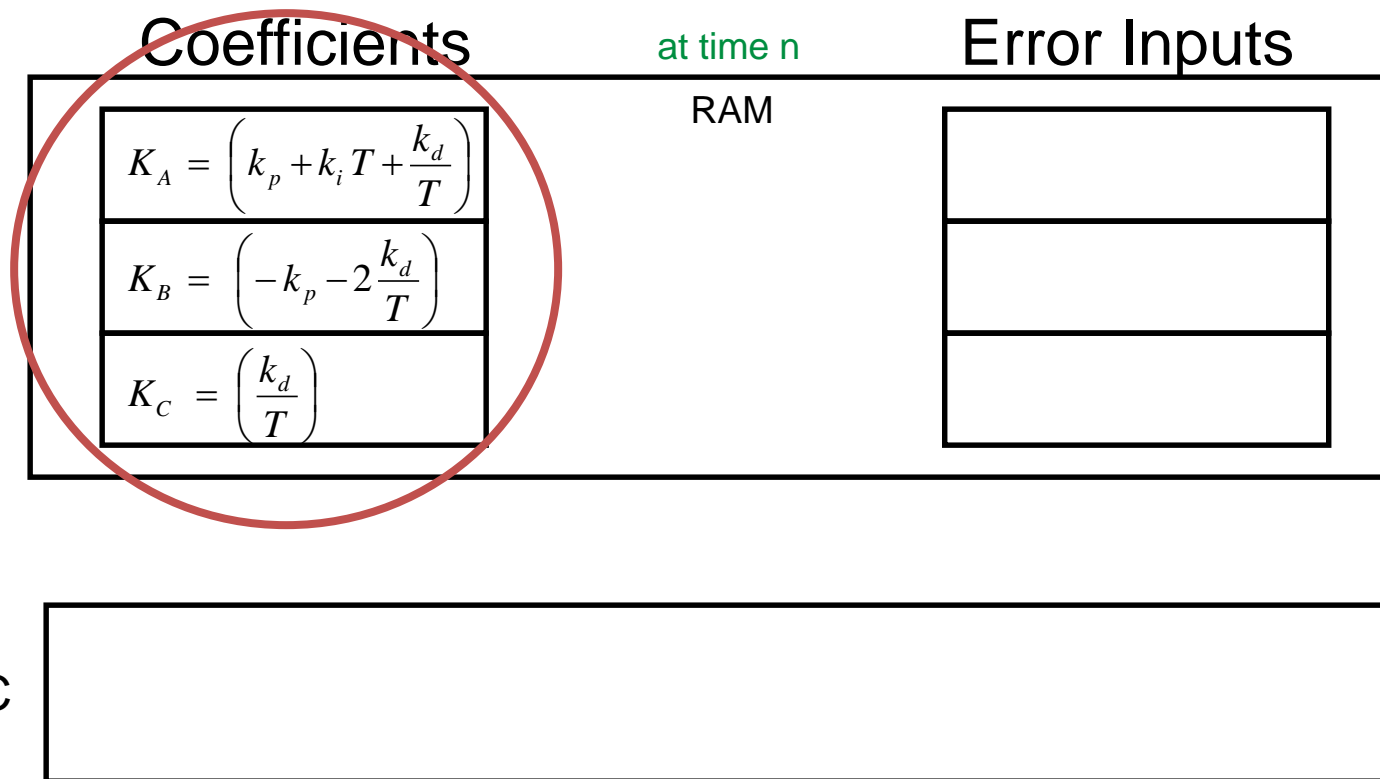 Coefficients at time n Error Inputs
RAM
K_A = (k_p + k_i T + k_d/T)
K_B = (-k_p - 2 k_d/T)
K_C = (k_d/T)
C